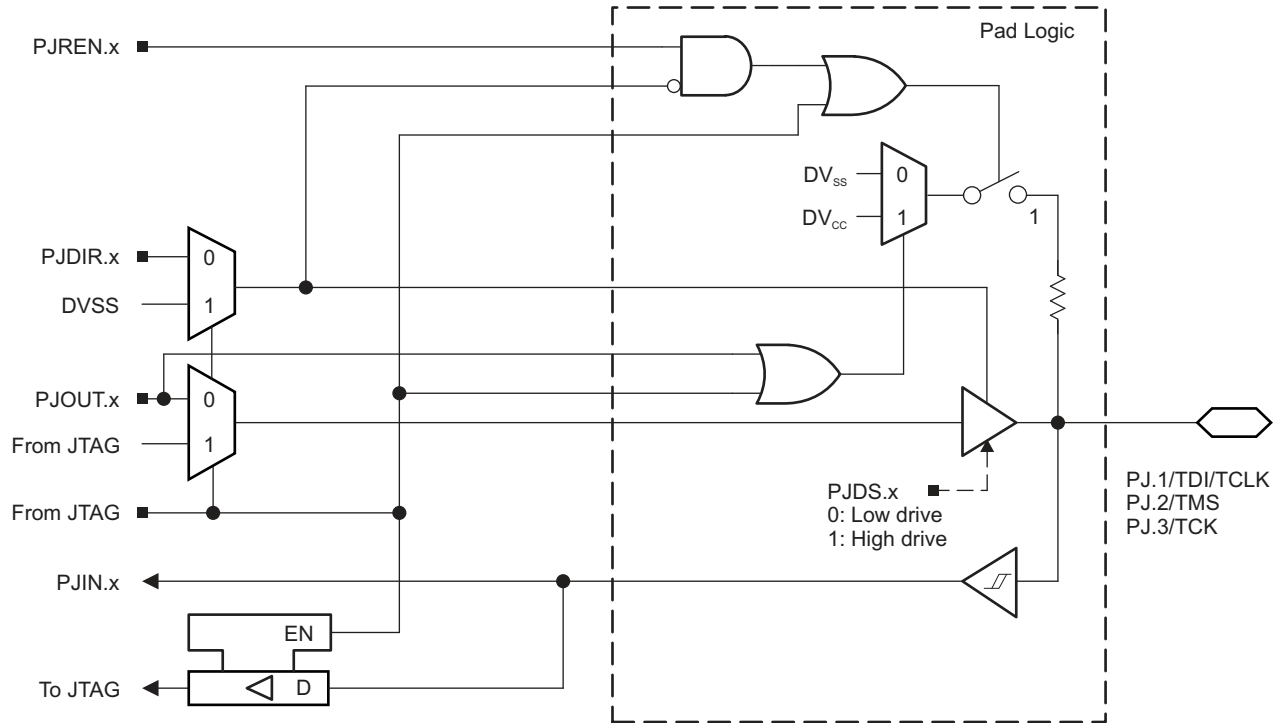 Pad Logic
PJREN.x
DVSS
0
DVCC
1
1
PJDIR.x
0
DVSS
1
PJOUT.x
0
From JTAG
1
PJDS.x
0: Low drive
1: High drive
PJ.1/TDI/TCLK
PJ.2/TMS
PJ.3/TCK
From JTAG
PJIN.x
EN
To JTAG
D